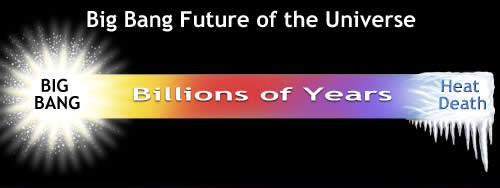 Big Bang Future of the Universe
BIG
BANG
Billions of Years
Heat
Death